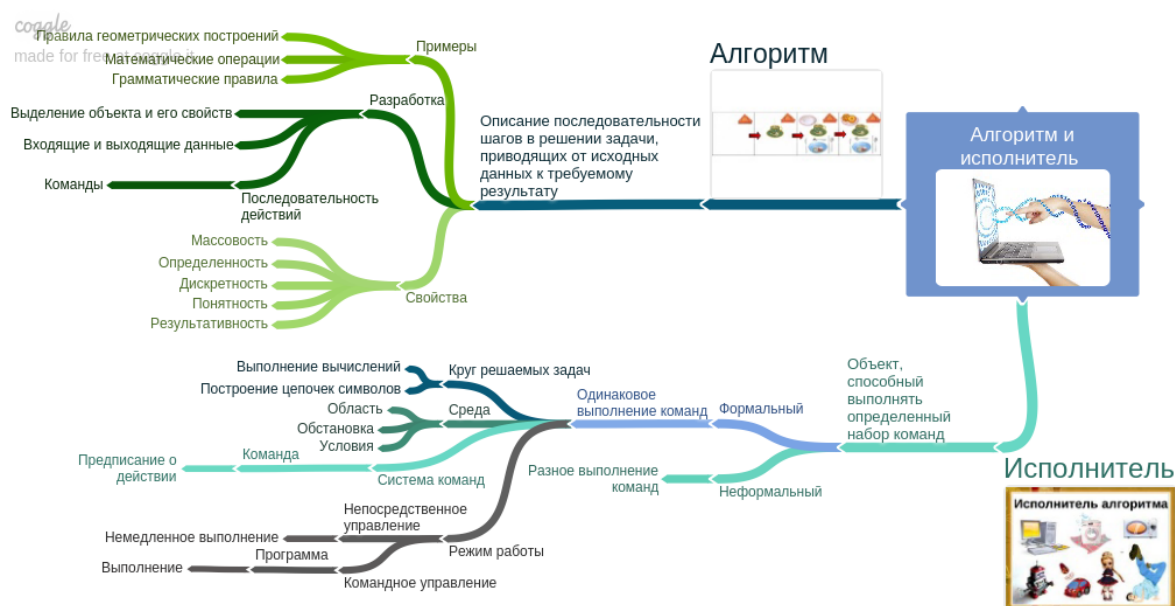 coggle
made for free at coggle.it
Правила геометрических построений
Математические операции
Грамматические правила
Примеры
Разработка
Выделение объекта и его свойств
Входящие и выходящие данные
Команды
Последовательность
действий
Массовость
Определенность
Дискретность
Понятность
Результативность
Свойства
Описание последовательности
шагов в решении задачи,
приводящих от исходных
данных к требуемому
результату
Алгоритм
Алгоритм и
исполнитель
Выполнение вычислений
Построение цепочек символов
Круг решаемых задач
Область
Обстановка
Условия
Среда
Предписание о
действии
Команда
Система команд
Непосредственное
управление
Немедленное выполнение
Программа
Выполнение
Командное управление
Режим работы
Одинаковое
выполнение команд
Формальный
Разное выполнение
команд
Неформальный
Объект,
способный
выполнять
определенный
набор команд
Исполнитель
Исполнитель алгоритма